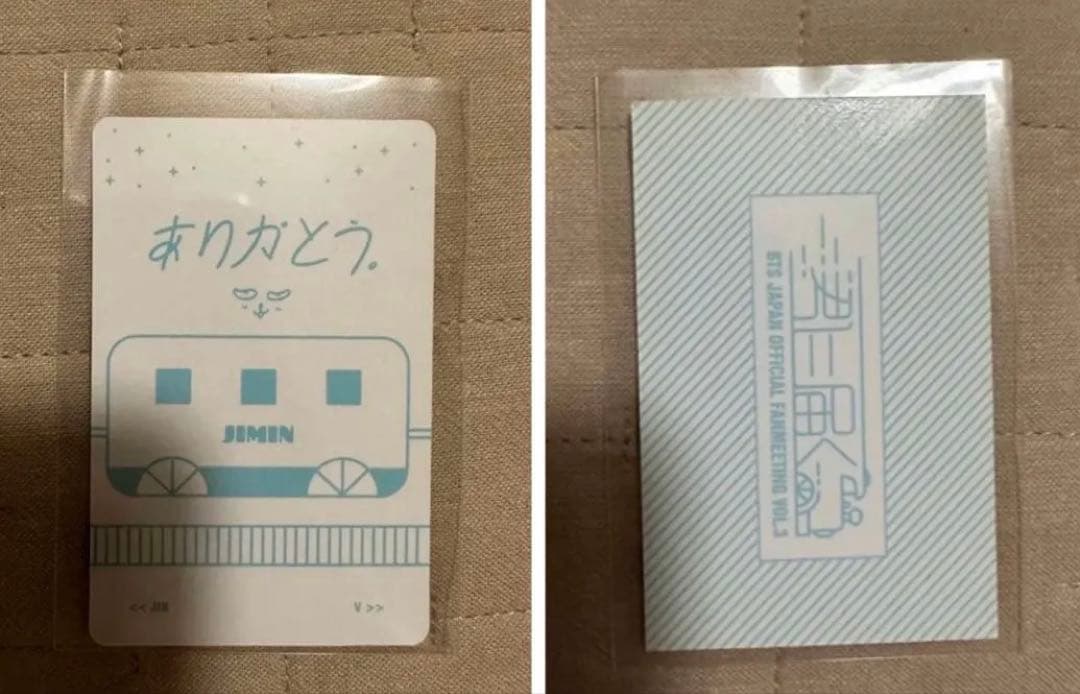 ありがとう。
JIMIN
<< JIN
V >>
BTS JAPAN OFFICIAL FANMEETING VOL.3